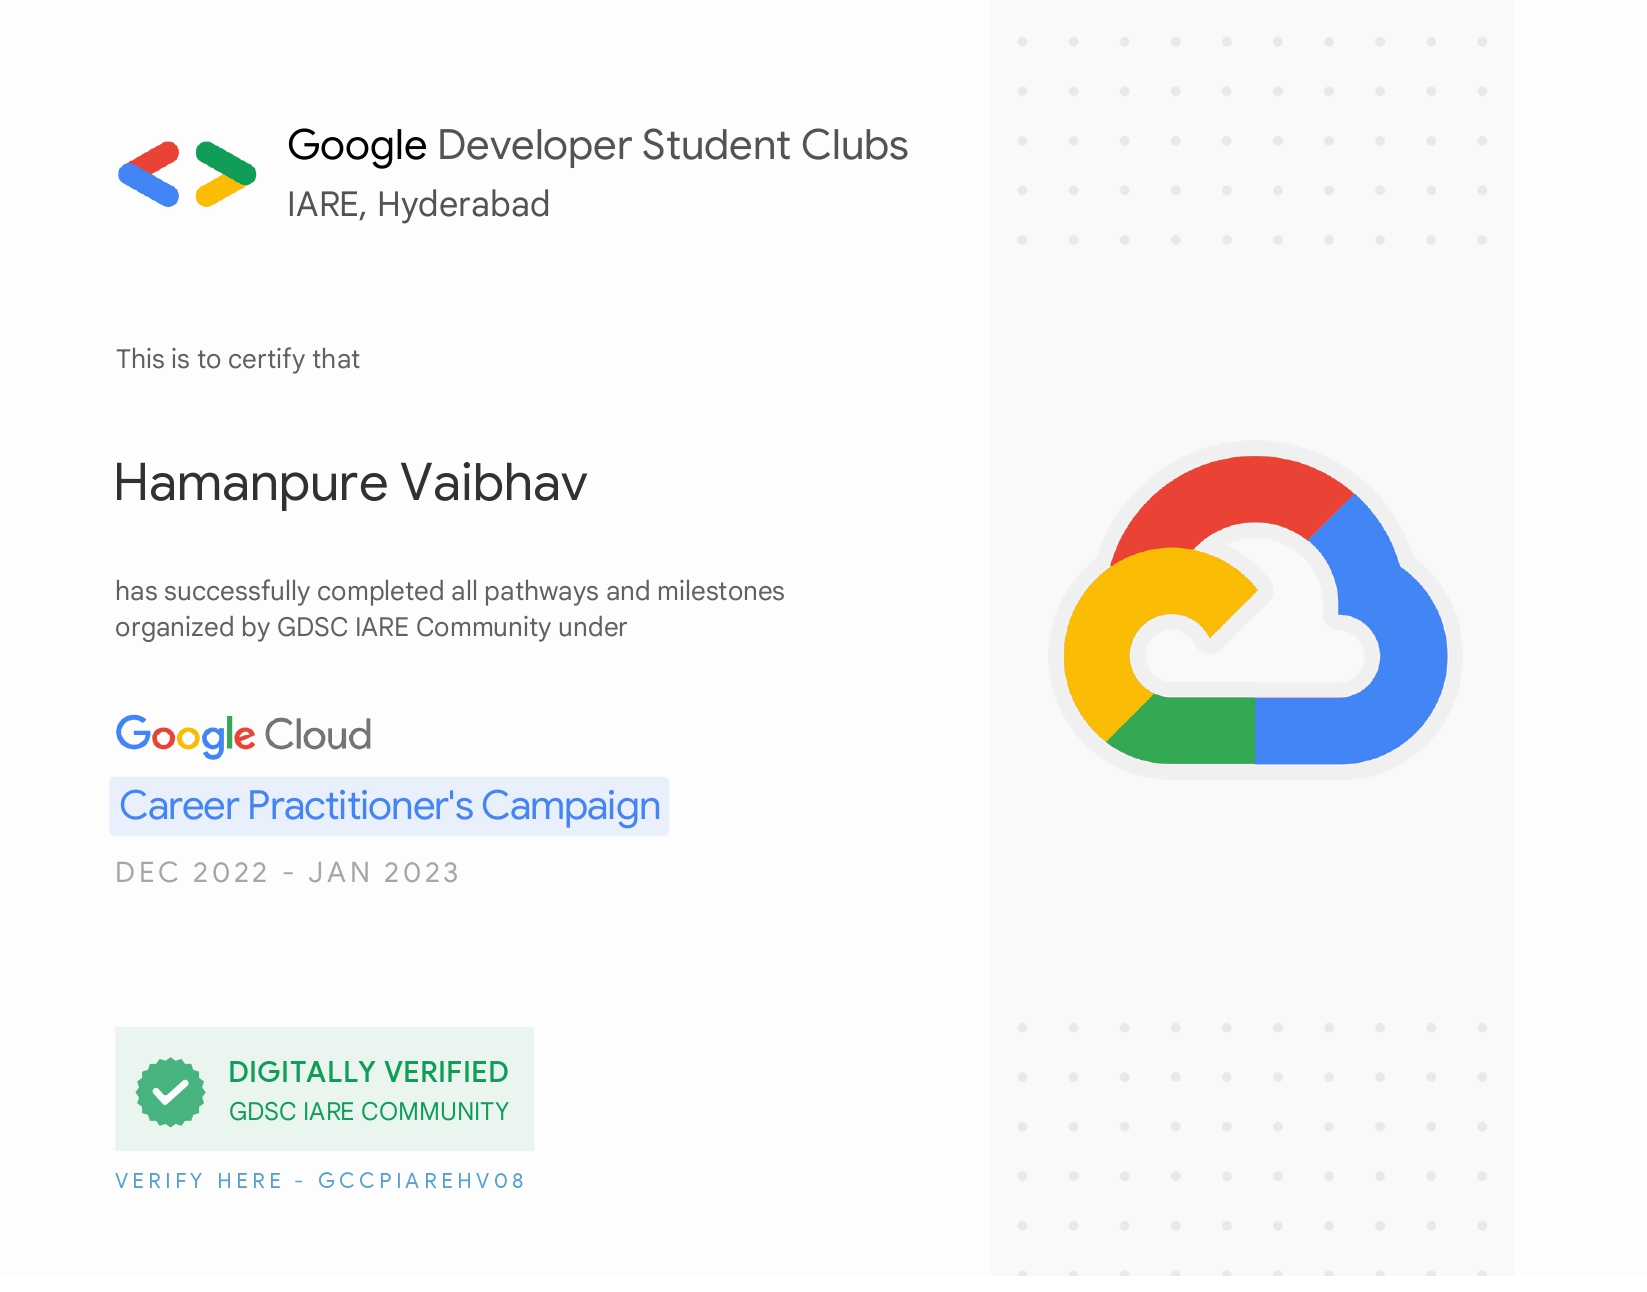 Google Developer Student Clubs
IARE, Hyderabad
This is to certify that
Hamanpure Vaibhav
has successfully completed all pathways and milestones
organized by GDSC IARE Community under
Google Cloud
Career Practitioner's Campaign
DEC 2022 - JAN 2023
DIGITALLY VERIFIED
GDSC IARE COMMUNITY
VERIFY HERE - GCCPIAREHV08